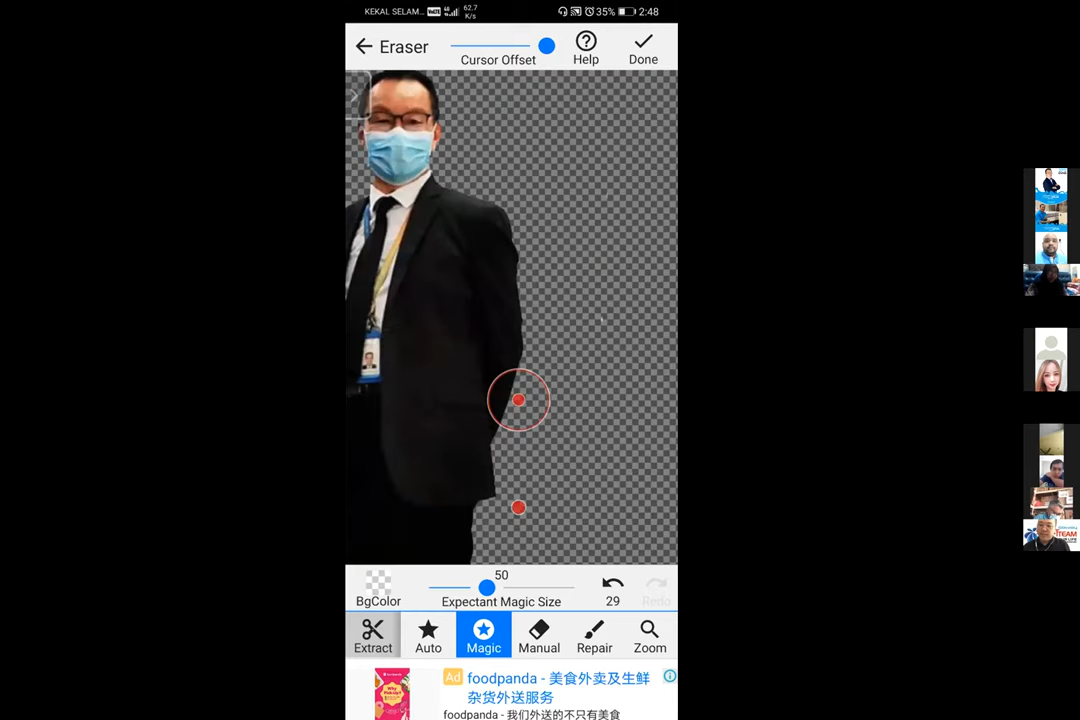 KEKAL SELAM... VoLTE 4G 62.7 K/s 35% 2:48
Eraser
Cursor Offset
Help
Done
50
BgColor
Expectant Magic Size
29
Redo
Extract
Auto
Magic
Manual
Repair
Zoom
Ad foodpanda - 美食外卖及生鲜
杂货外送服务
foodpanda - 我们外送的不只有美食
TEAM